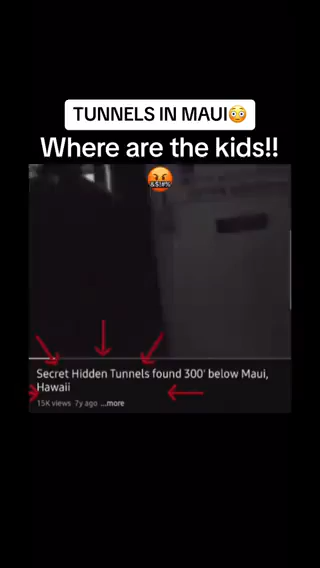 TUNNELS IN MAUI😳
Where are the kids!!
Secret Hidden Tunnels found 300' below Maui,
Hawaii
15K views 7y ago ...more